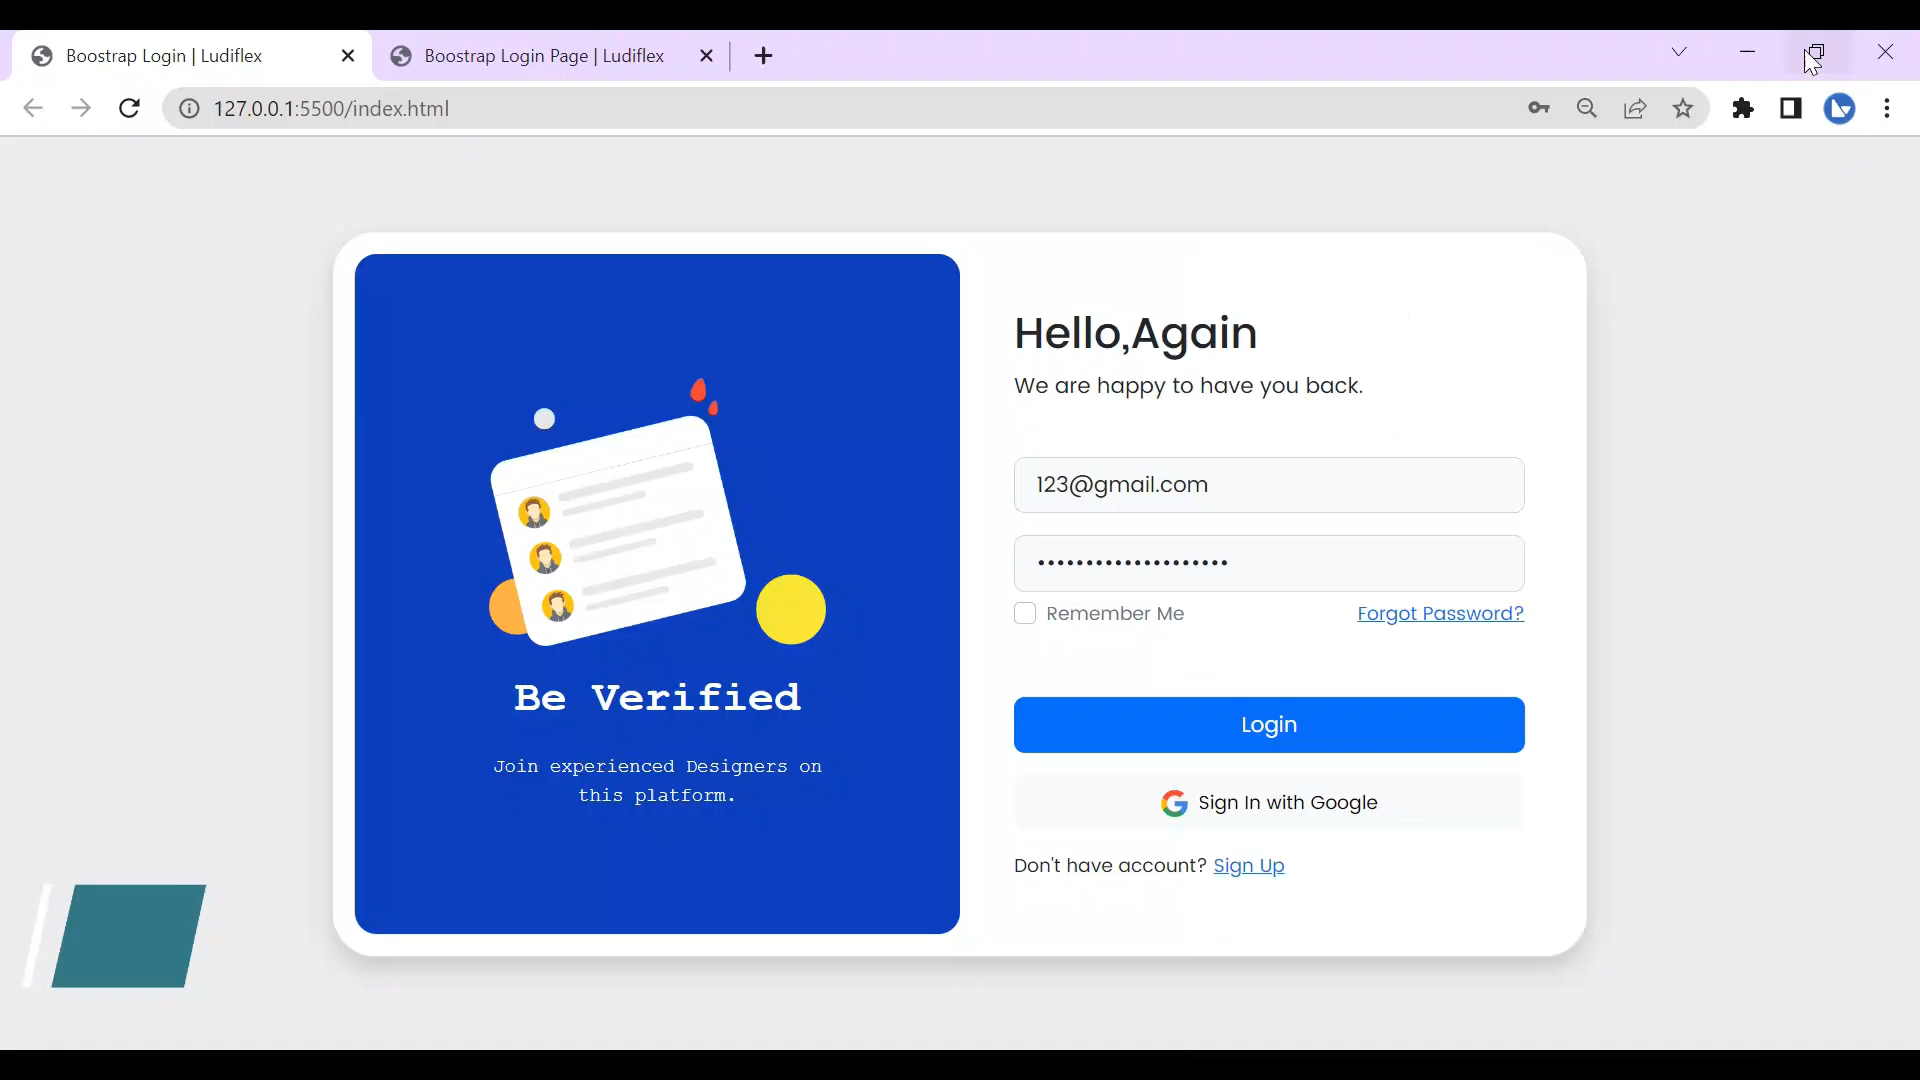 Boostrap Login | Ludiflex
Boostrap Login Page | Ludiflex
127.0.0.1:5500/index.html
Be Verified
Join experienced Designers on
this platform.
Hello,Again
We are happy to have you back.
123@gmail.com
••••••••••••••••••••
Remember Me
Forgot Password?
Login
Sign In with Google
Don't have account? Sign Up